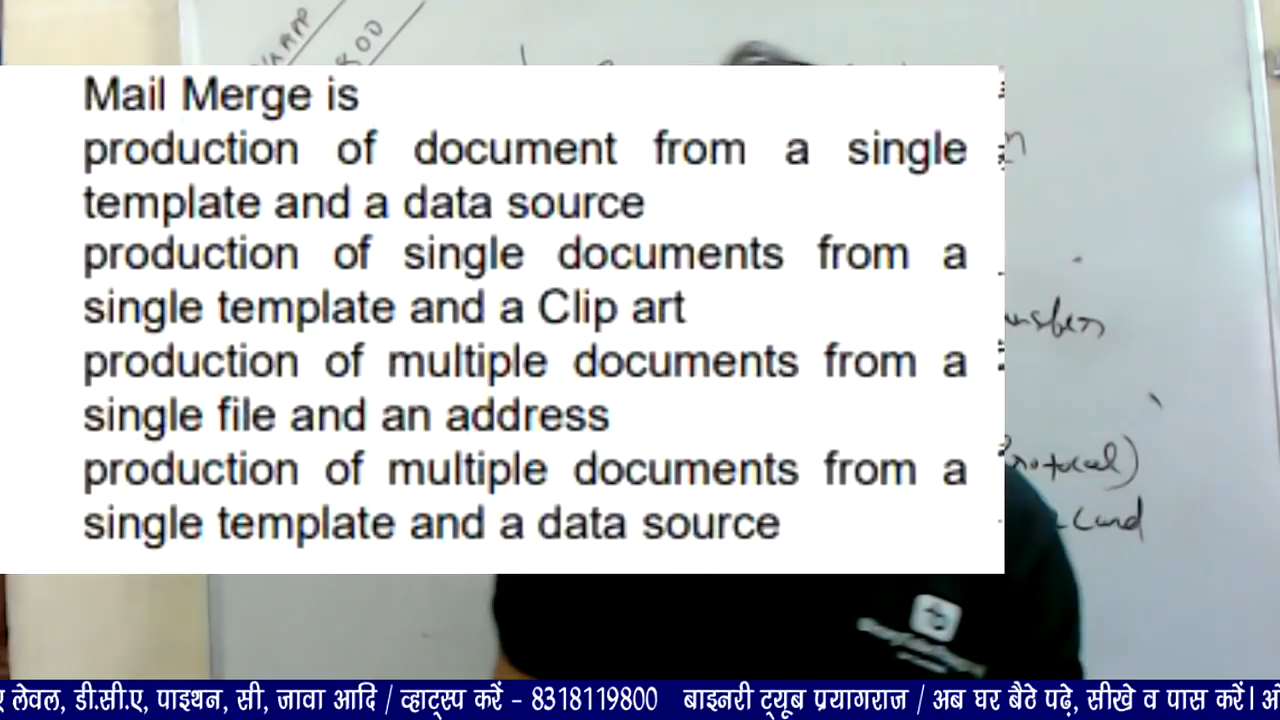 Mail Merge is
production of document from a single
template and a data source
production of single documents from a
single template and a Clip art
production of multiple documents from a
single file and an address
production of multiple documents from a
single template and a data source
लेवल, डी.सी.ए, पाइथन, सी, जावा आदि / व्हाट्स्प करें - 8318119800 बाइनरी ट्यूब प्रयागराज / अब घर बैठे पढ़े, सीखे व पास करें।